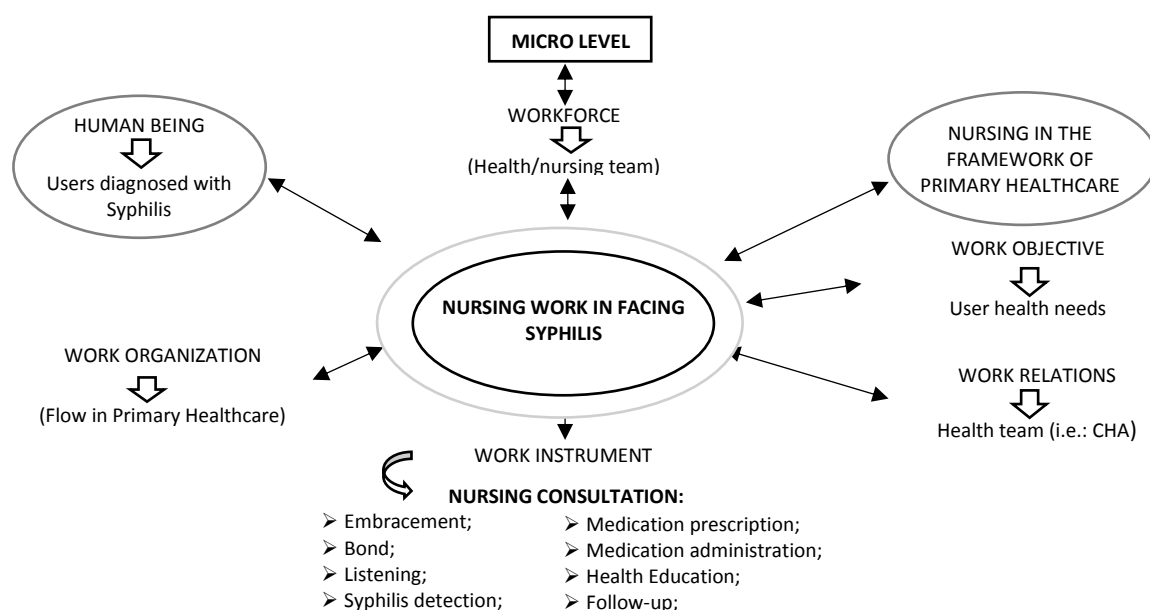 MICRO LEVEL
WORKFORCE
(Health/nursing team)
HUMAN BEING
Users diagnosed with
Syphilis
NURSING IN THE
FRAMEWORK OF
PRIMARY HEALTHCARE
WORK OBJECTIVE
User health needs
NURSING WORK IN FACING
SYPHILIS
WORK ORGANIZATION
(Flow in Primary Healthcare)
WORK RELATIONS
Health team (i.e.: CHA)
WORK INSTRUMENT
NURSING CONSULTATION:
➢ Embracement;
➢ Bond;
➢ Listening;
➢ Syphilis detection;
➢ Medication prescription;
➢ Medication administration;
➢ Health Education;
➢ Follow-up;